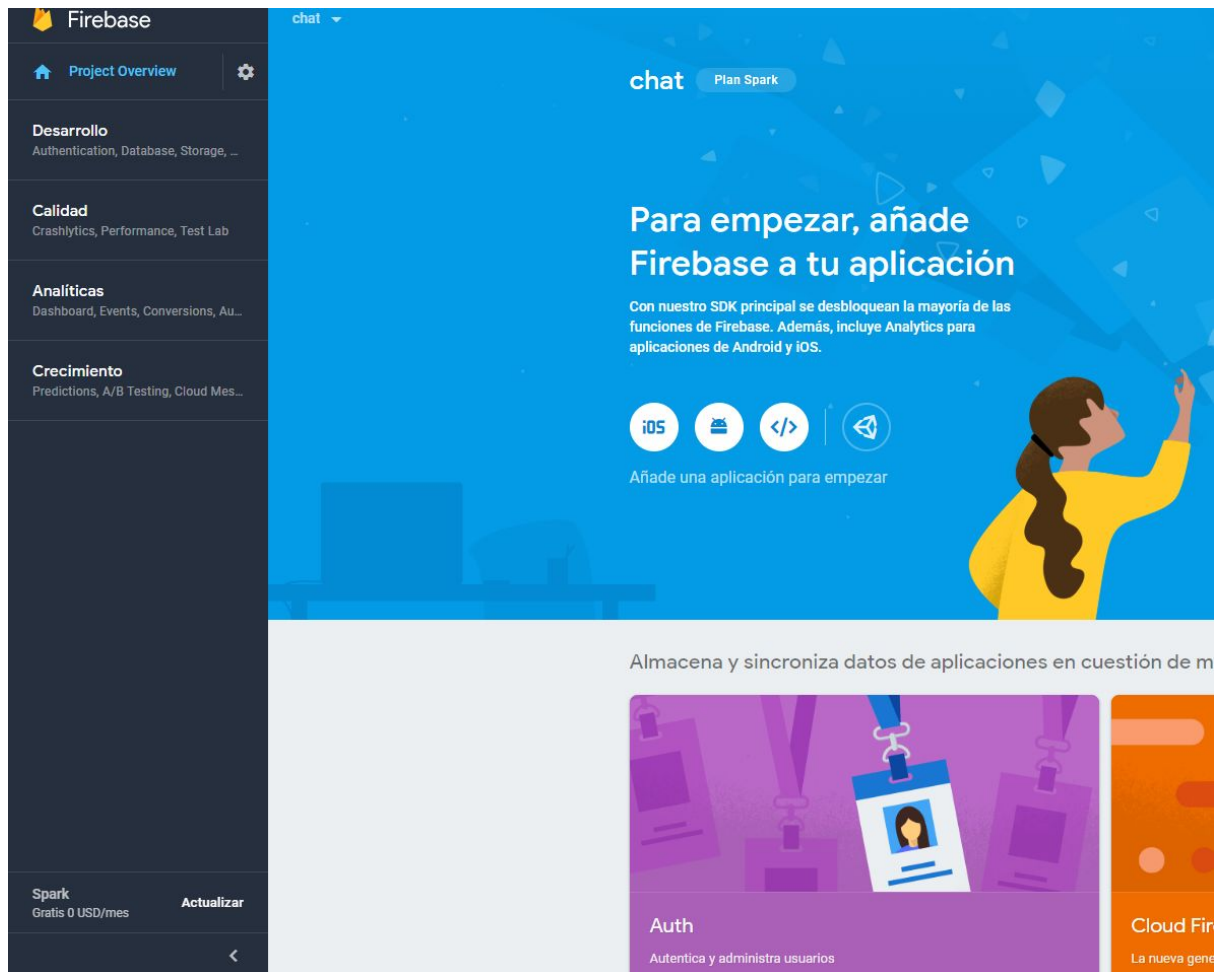 Firebase
chat
Project Overview
Desarrollo
Authentication, Database, Storage, ...
Calidad
Crashlytics, Performance, Test Lab
Analíticas
Dashboard, Events, Conversions, Au...
Crecimiento
Predictions, A/B Testing, Cloud Mes...
Spark
Gratis 0 USD/mes
Actualizar
chat Plan Spark
Para empezar, añade
Firebase a tu aplicación
Con nuestro SDK principal se desbloquean la mayoría de las
funciones de Firebase. Además, incluye Analytics para
aplicaciones de Android y iOS.
iOS
</>
Añade una aplicación para empezar
Almacena y sincroniza datos de aplicaciones en cuestión de m
Auth
Autentica y administra usuarios
Cloud Fir
La nueva gene